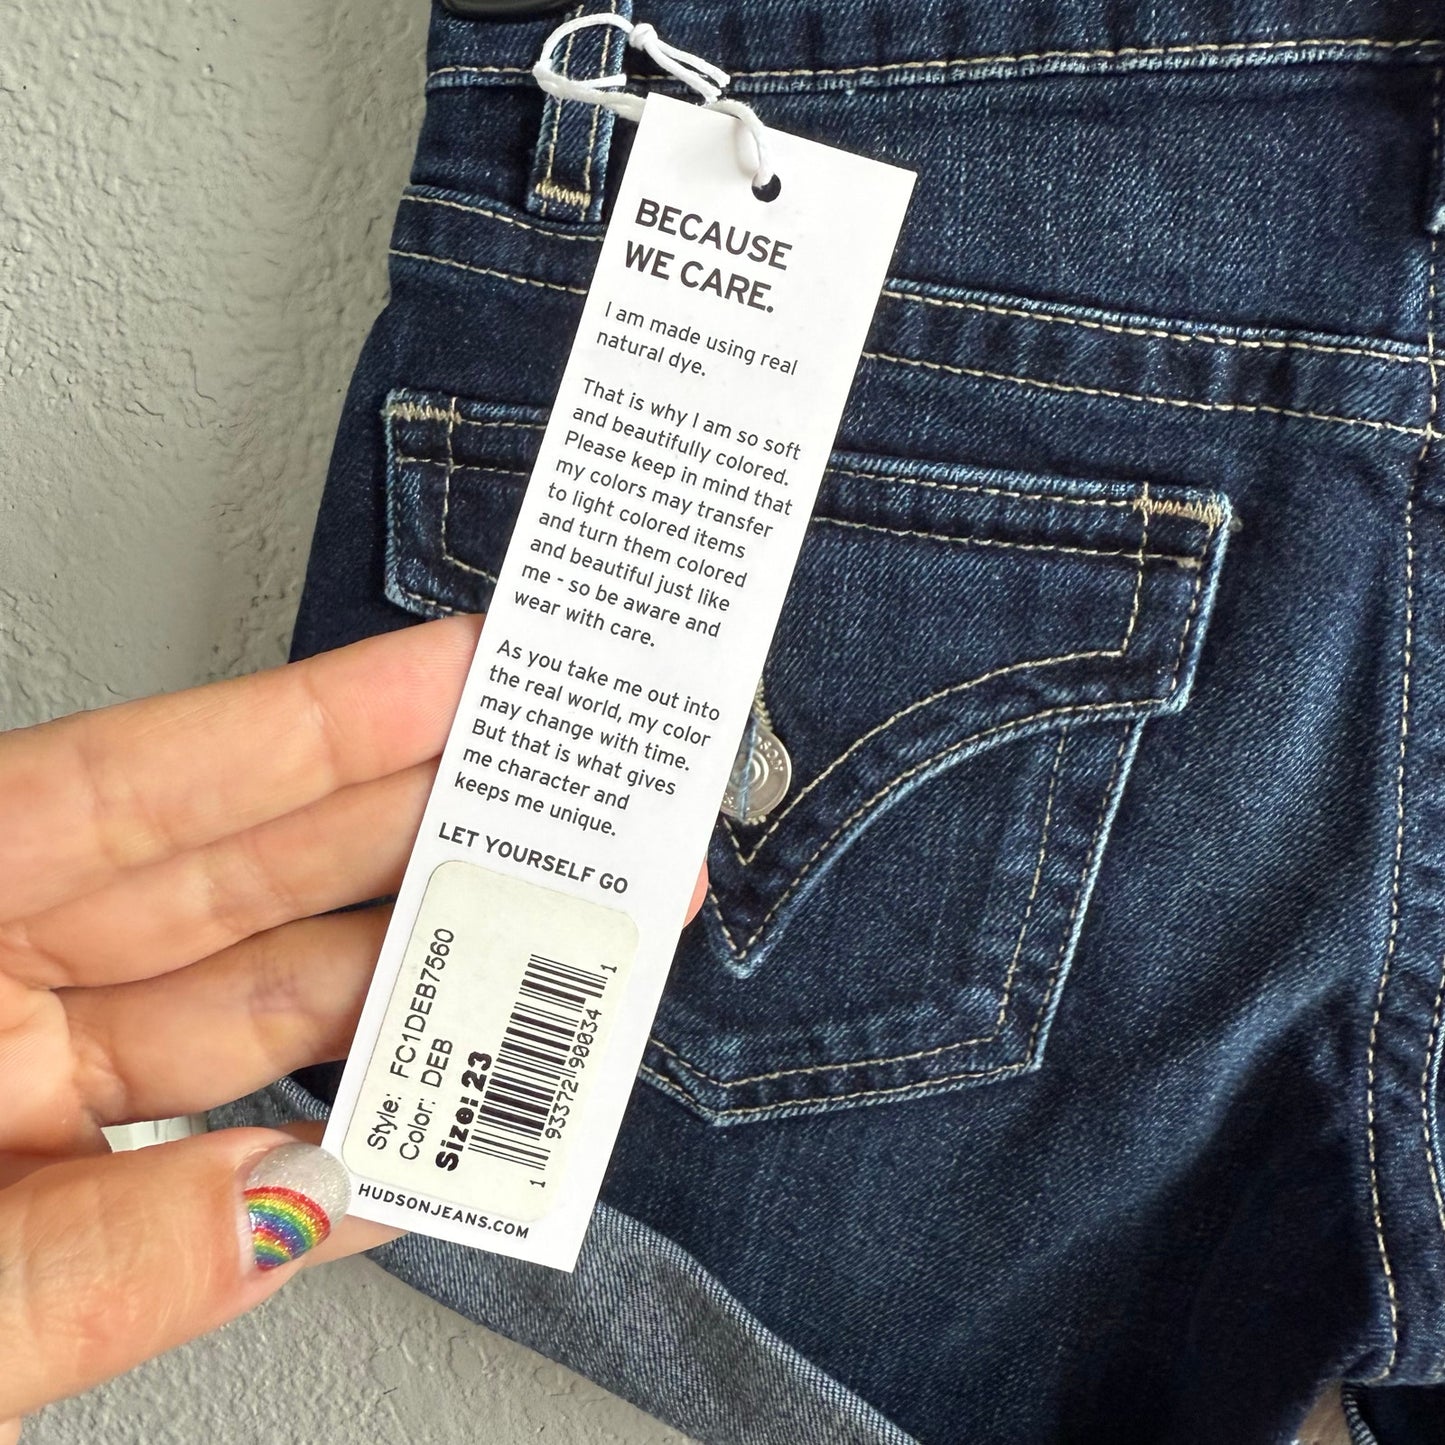 BECAUSE
WE CARE.
I am made using real
natural dye.
That is why I am so soft
and beautifully colored.
Please keep in mind that
my colors may transfer
to light colored items
and turn them colored
and beautiful just like
me - so be aware and
wear with care.
As you take me out into
the real world, my color
may change with time.
But that is what gives
me character and
keeps me unique.
LET YOURSELF GO
Style: FC1DEB7560
Color: DEB
Size: 23
1 93372 90034 1
HUDSONJEANS.COM